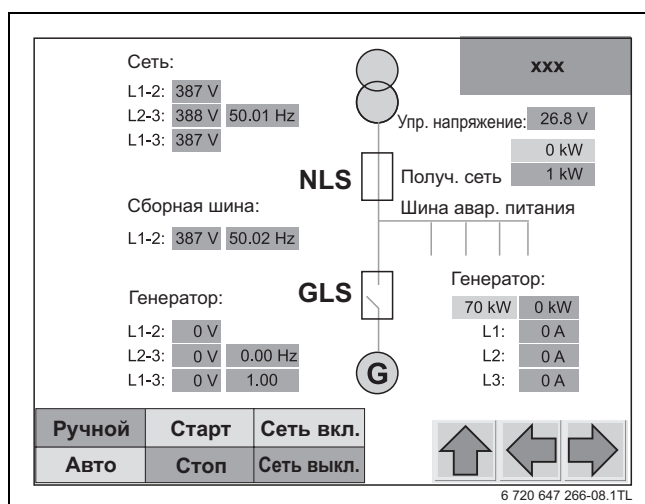 Сеть:
xxx
L1-2: 387 V
L2-3: 388 V 50.01 Hz
L1-3: 387 V
Упр. напряжение: 26.8 V
0 kW
Получ. сеть 1 kW
NLS
Сборная шина:
Шина авар. питания
L1-2: 387 V 50.02 Hz
Генератор:
GLS
Генератор:
70 kW 0 kW
L1-2: 0 V
L1: 0 A
L2-3: 0 V 0.00 Hz
L2: 0 A
L1-3: 0 V 1.00
G
L3: 0 A
Ручной Старт Сеть вкл.
Авто Стоп Сеть выкл.
6 720 647 266-08.1TL